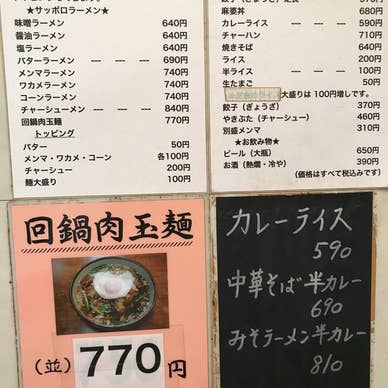 ★サッポロラーメン★
味噌ラーメン 640円
醤油ラーメン 640円
塩ラーメン 640円
バターラーメン --- --- --- 690円
メンマラーメン 740円
ワカメラーメン 740円
コーンラーメン 740円
チャーシューメン --- --- --- 840円
回鍋肉玉麺 770円
トッピング
バター 50円
メンマ・ワカメ・コーン 各100円
チャーシュー 200円
麺大盛り 100円
麻婆丼 680円
カレーライス --- --- --- 590円
チャーハン 590円
焼きそば 640円
ライス 200円
半ライス --- --- --- 160円
生たまご 50円
大盛りは100円増しです。
餃子(ぎょうざ) 370円
やきぶた(チャーシュー) 460円
別盛メンマ 310円
★お飲み物★
ビール(大瓶) 650円
お酒(熱燗・冷や) 390円
(価格はすべて税込みです)
回鍋肉玉麺
(並) 770円
カレーライス
590
中華そば半カレー
690
みそラーメン半カレー
810